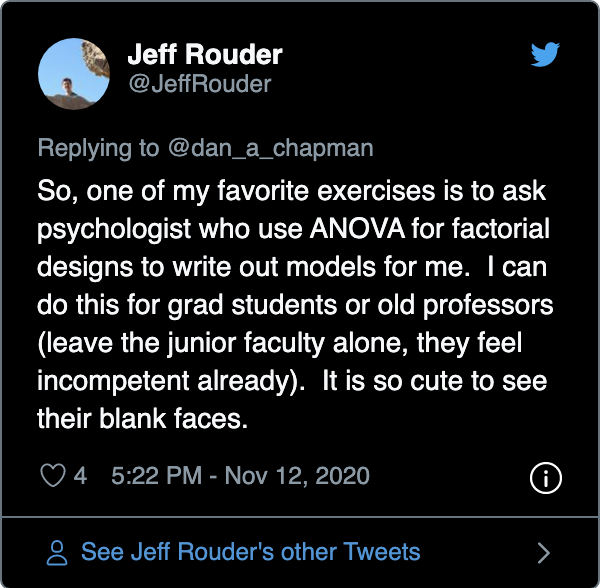 Jeff Rouder
@JeffRouder
Replying to @dan_a_chapman
So, one of my favorite exercises is to ask
psychologist who use ANOVA for factorial
designs to write out models for me.  I can
do this for grad students or old professors
(leave the junior faculty alone, they feel
incompetent already).  It is so cute to see
their blank faces.
4 5:22 PM - Nov 12, 2020
See Jeff Rouder's other Tweets